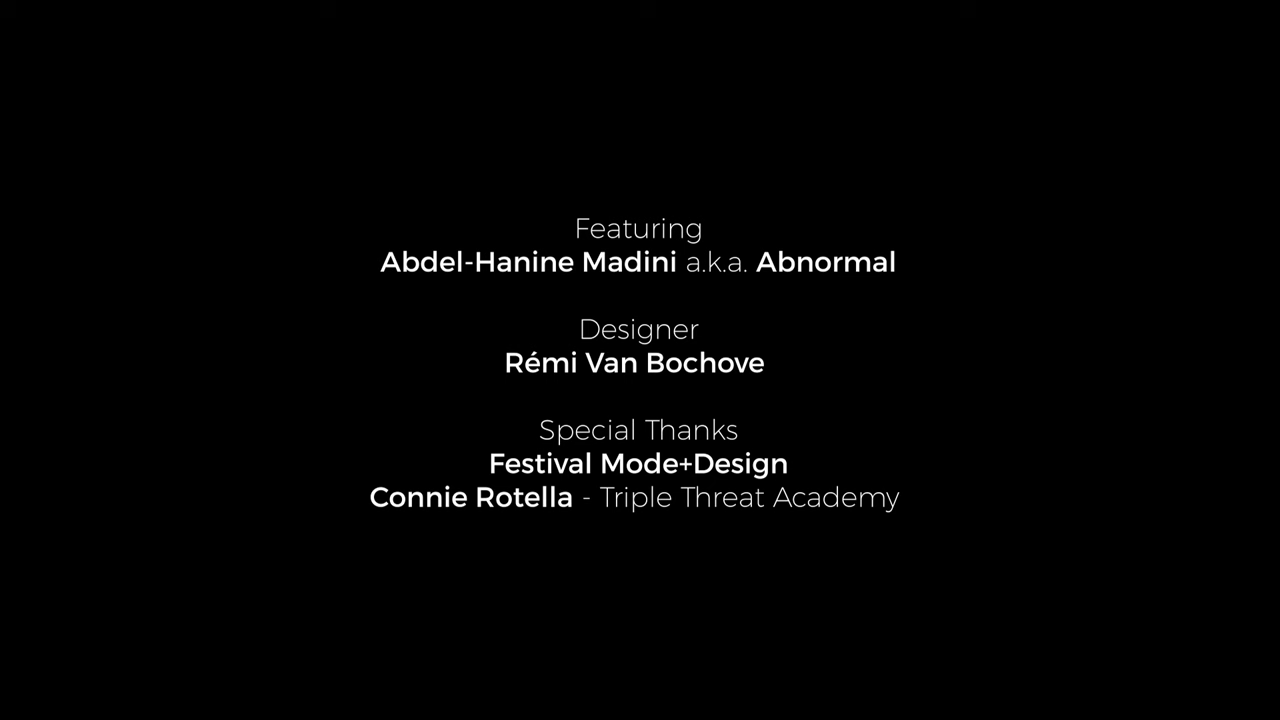 Featuring
Abdel-Hanine Madini a.k.a. Abnormal
Designer
Rémi Van Bochove
Special Thanks
Festival Mode+Design
Connie Rotella - Triple Threat Academy